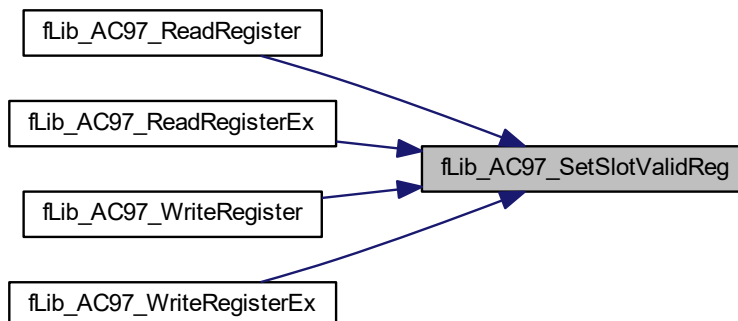 fLib_AC97_ReadRegister
fLib_AC97_ReadRegisterEx
fLib_AC97_SetSlotValidReg
fLib_AC97_WriteRegister
fLib_AC97_WriteRegisterEx